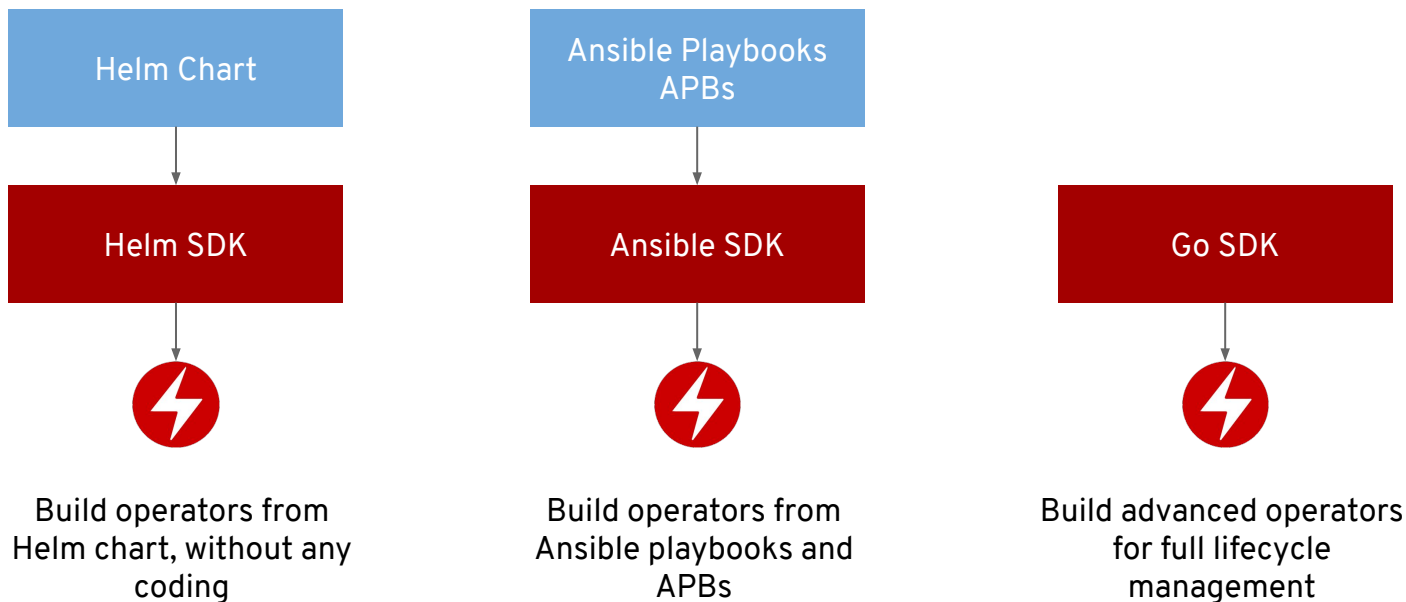 Helm Chart
Ansible Playbooks
APBs
Helm SDK
Ansible SDK
Go SDK
Build operators from
Helm chart, without any
coding
Build operators from
Ansible playbooks and
APBs
Build advanced operators
for full lifecycle
management